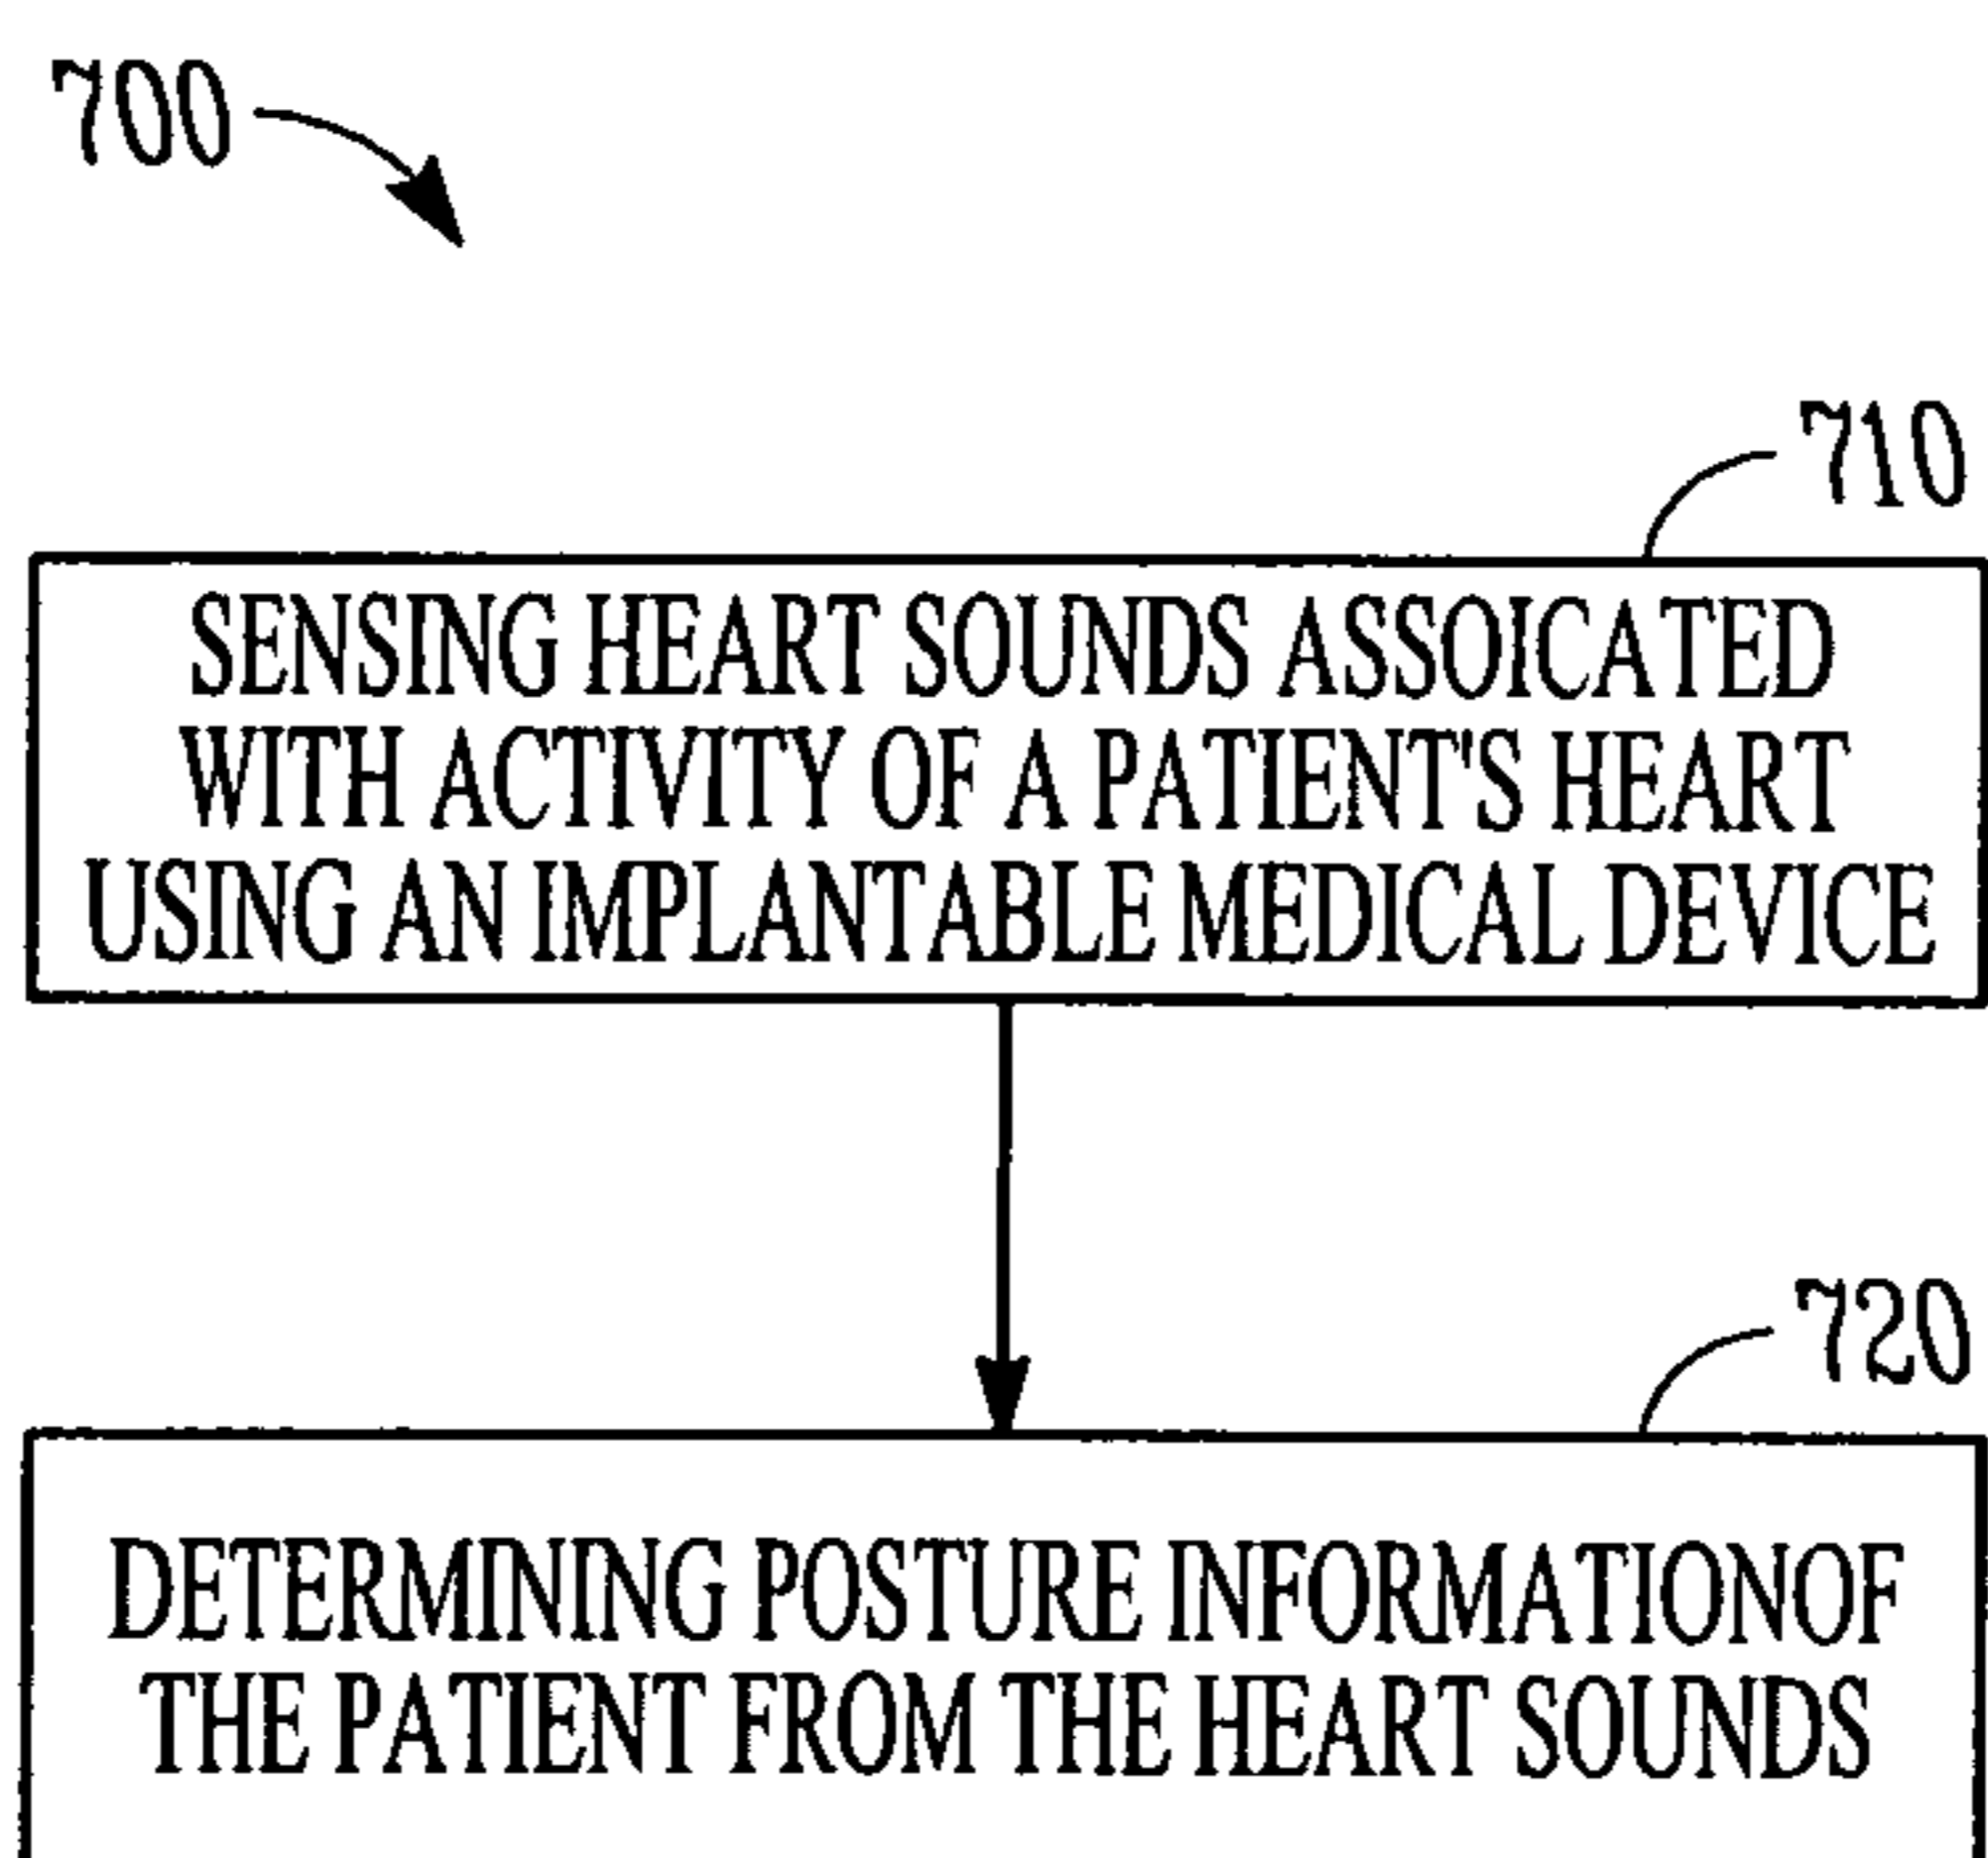 700
710
SENSING HEART SOUNDS ASSOICATED
WITH ACTIVITY OF A PATIENT'S HEART
USING AN IMPLANTABLE MEDICAL DEVICE
720
DETERMINING POSTURE INFORMATIONOF
THE PATIENT FROM THE HEART SOUNDS